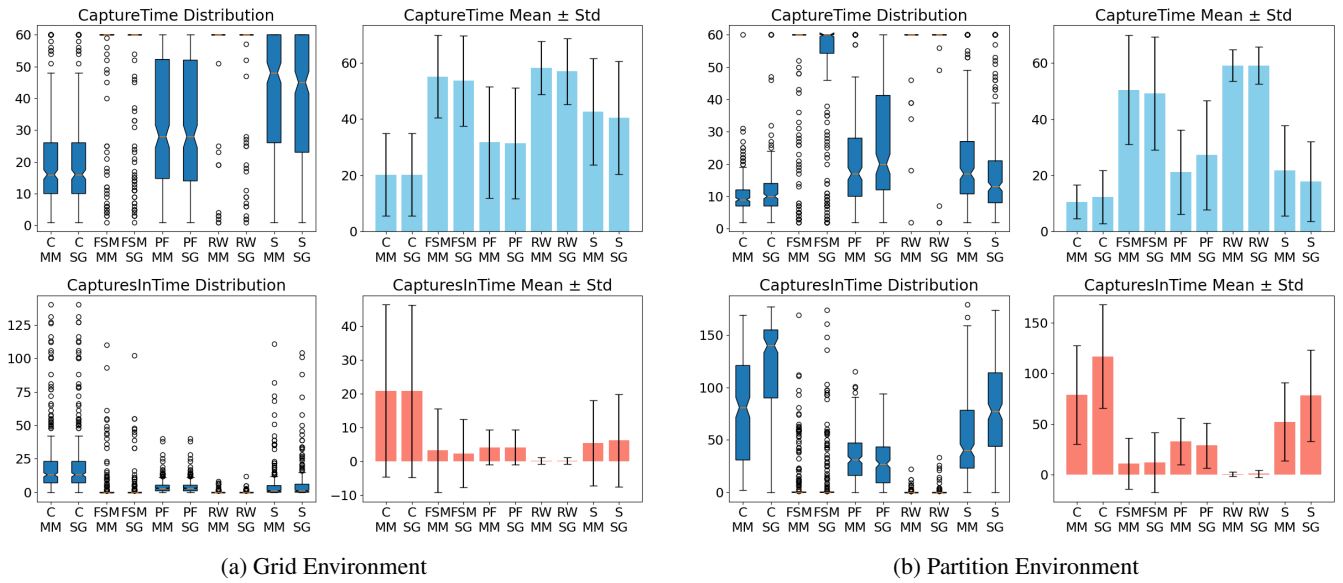 CaptureTime Distribution
60
50
40
30
20
10
0
C FSM FSM PF PF RW RW S S
C
MM SG MM SG MM SG MM SG MM SG
CaptureTime Mean ± Std
60
40
20
0
C C FSM FSM PF PF RW RW S S
MM SG MM SG MM SG MM SG MM SG
CapturesInTime Distribution
125
100
75
50
25
0
C C FSM FSM PF PF RW RW S S
MM SG MM SG MM SG MM SG MM SG
CapturesInTime Mean ± Std
40
30
20
10
0
−10
C C FSM FSM PF PF RW RW S S
MM SG MM SG MM SG MM SG MM SG
(a) Grid Environment
CaptureTime Distribution
60
50
40
30
20
10
0
C C FSM FSM PF PF RW RW S S
MM SG MM SG MM SG MM SG MM SG
CaptureTime Mean ± Std
60
40
20
0
C C FSM FSM PF PF RW RW S S
MM SG MM SG MM SG MM SG MM SG
CapturesInTime Distribution
150
100
50
0
C C FSM FSM PF PF RW RW S S
MM SG MM SG MM SG MM SG MM SG
CapturesInTime Mean ± Std
150
100
50
0
C C FSM FSM PF PF RW RW S S
MM SG MM SG MM SG MM SG MM SG
(b) Partition Environment